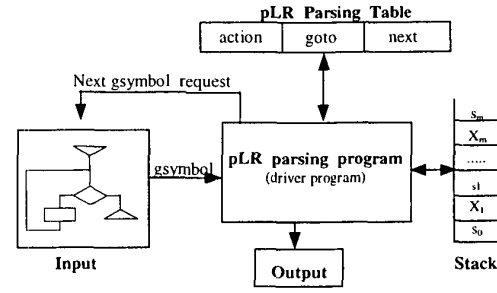 pLR Parsing Table
action goto next
Next gsymbol request
gsymbol
pLR parsing program
(driver program)
s_m
X_m
.....
s1
X_1
s_0
Input
Output
Stack